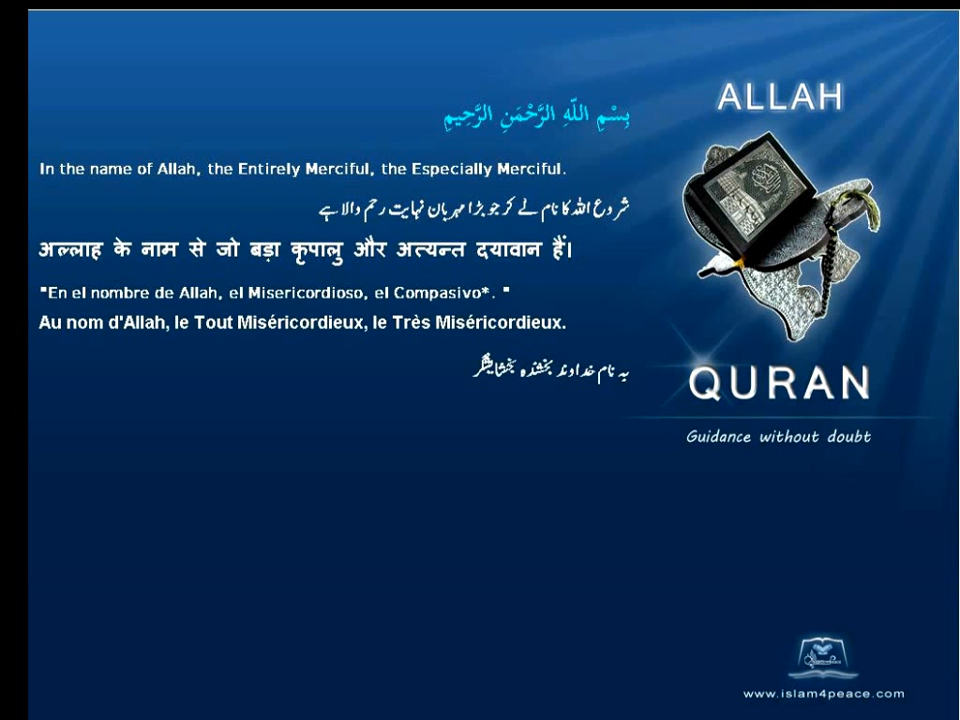 بِسْمِ اللّهِ الرَّحْمَنِ الرَّحِيمِ
In the name of Allah, the Entirely Merciful, the Especially Merciful.
شروع الله کا نام لے کر جو بڑا مہربان نہایت رحم والا ہے
अल्लाह के नाम से जो बड़ा कृपालु और अत्यन्त दयावान हैं।
"En el nombre de Allah, el Misericordioso, el Compasivo*. "
Au nom d'Allah, le Tout Miséricordieux, le Très Miséricordieux.
به نام خداوند بخشنده بخشایشگر
ALLAH
QURAN
Guidance without doubt
www.islam4peace.com